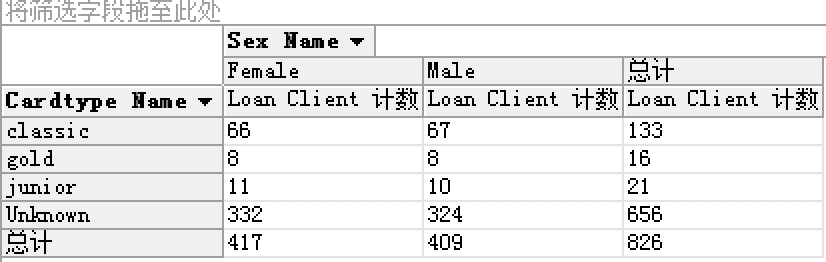 将筛选字段拖至此处
Sex Name
Female Male 总计
Cardtype Name Loan Client 计数 Loan Client 计数 Loan Client 计数
classic 66 67 133
gold 8 8 16
junior 11 10 21
Unknown 332 324 656
总计 417 409 826